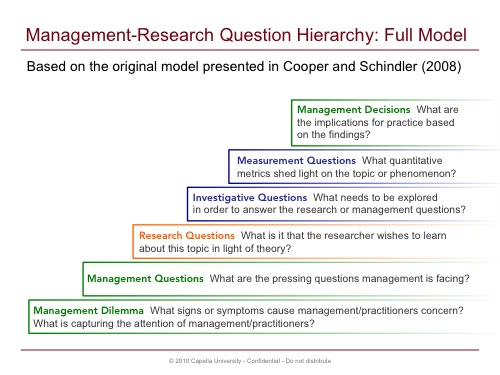 Management-Research Question Hierarchy: Full Model
Based on the original model presented in Cooper and Schindler (2008)
Management Decisions What are
the implications for practice based
on the findings?
Measurement Questions What quantitative
metrics shed light on the topic or phenomenon?
Investigative Questions What needs to be explored
in order to answer the research or management questions?
Research Questions What is it that the researcher wishes to learn
about this topic in light of theory?
Management Questions What are the pressing questions management is facing?
Management Dilemma What signs or symptoms cause management/practitioners concern?
What is capturing the attention of management/practitioners?
© 2010 Capella University - Confidential - Do not distribute